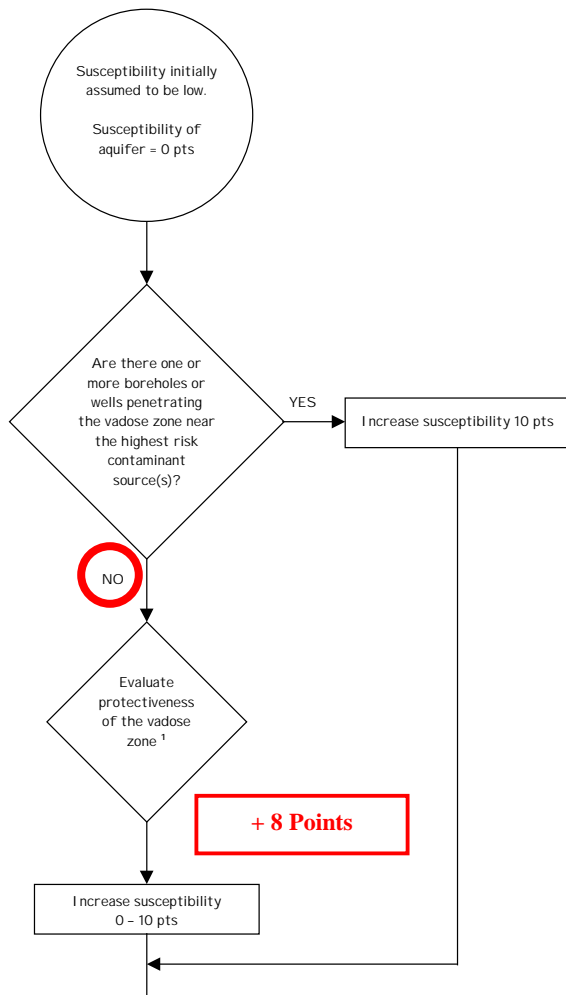 Susceptibility initially
assumed to be low.
Susceptibility of
aquifer = 0 pts
Are there one or
more boreholes or
wells penetrating
the vadose zone near
the highest risk
contaminant
source(s)?
YES
Increase susceptibility 10 pts
NO
Evaluate
protectiveness
of the vadose
zone ¹
+ 8 Points
Increase susceptibility
0 – 10 pts